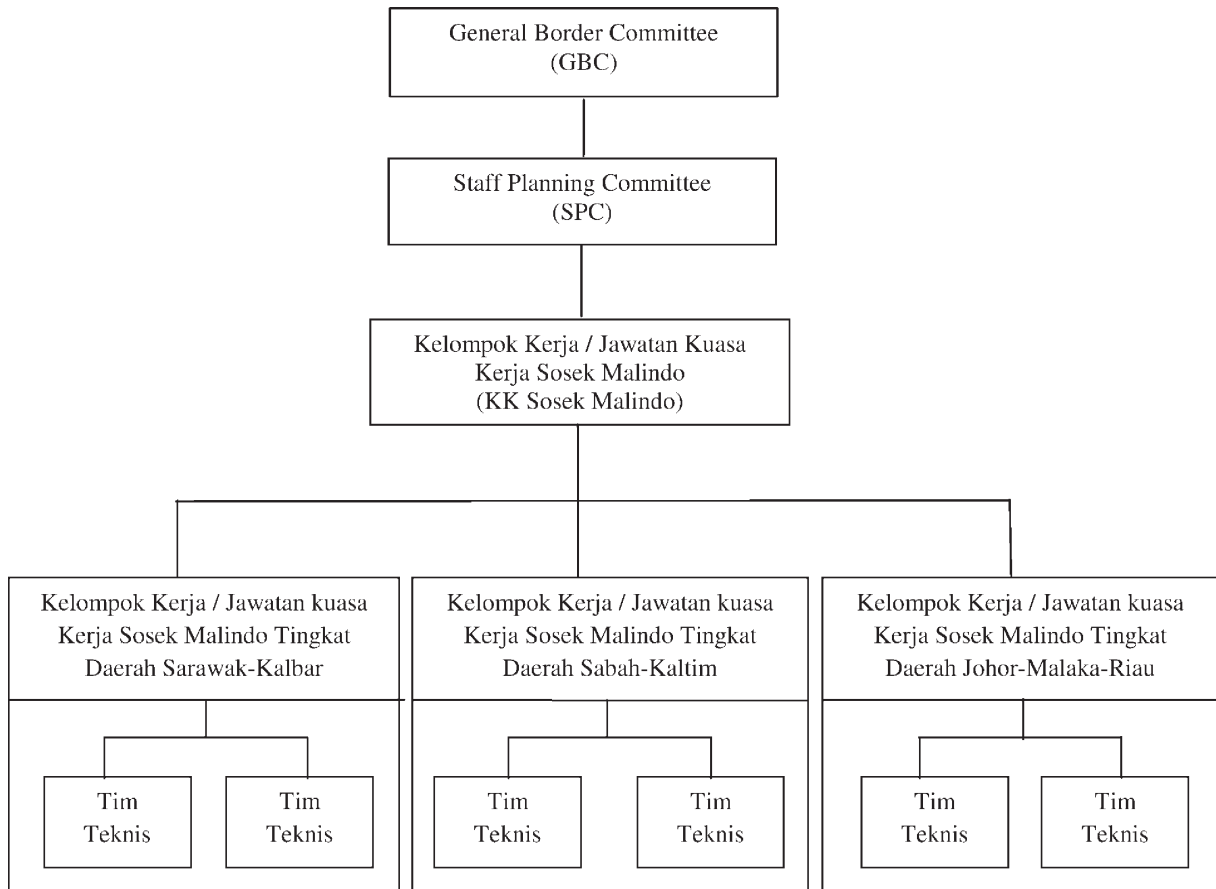 General Border Committee
(GBC)
Staff Planning Committee
(SPC)
Kelompok Kerja / Jawatan Kuasa
Kerja Sosek Malindo
(KK Sosek Malindo)
Kelompok Kerja / Jawatan kuasa
Kerja Sosek Malindo Tingkat
Daerah Sarawak-Kalbar
Kelompok Kerja / Jawatan kuasa
Kerja Sosek Malindo Tingkat
Daerah Sabah-Kaltim
Kelompok Kerja / Jawatan kuasa
Kerja Sosek Malindo Tingkat
Daerah Johor-Malaka-Riau
Tim
Teknis
Tim
Teknis
Tim
Teknis
Tim
Teknis
Tim
Teknis
Tim
Teknis